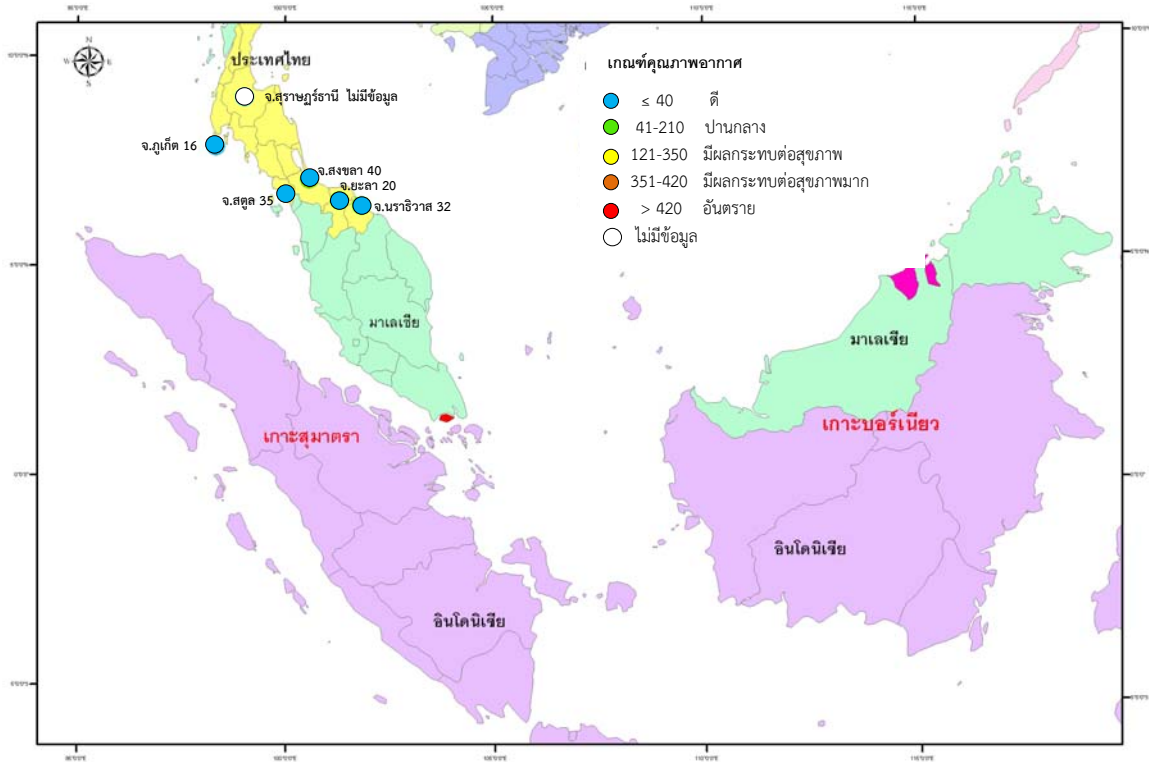 ประเทศไทย
จ.สุราษฏร์ธานี ไม่มีข้อมูล
จ.ภูเก็ต 16
จ.สงขลา 40
จ.ยะลา 20
จ.สตูล 35
จ.นราธิวาส 32
เกณฑ์คุณภาพอากาศ
≤ 40 ดี
41-210 ปานกลาง
121-350 มีผลกระทบต่อสุขภาพ
351-420 มีผลกระทบต่อสุขภาพมาก
> 420 อันตราย
ไม่มีข้อมูล
มาเลเซีย
มาเลเซีย
เกาะสุมาตรา
เกาะบอร์เนียว
อินโดนิเซีย
อินโดนิเซีย